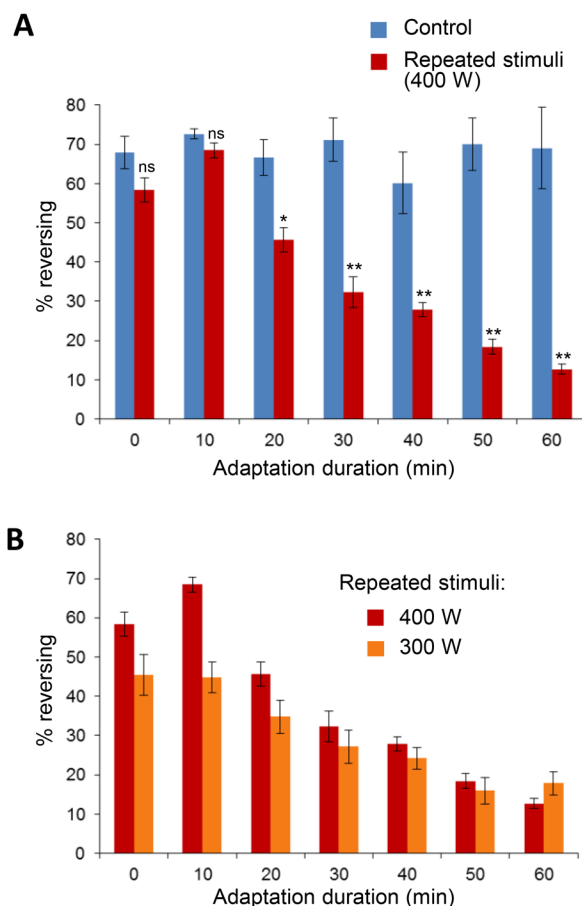 A
Control
Repeated stimuli
(400 W)
80
70
60
50
40
30
20
10
0
% reversing
ns
ns
*
**
**
**
**
0 10 20 30 40 50 60
Adaptation duration (min)
B
80
70
60
50
40
30
20
10
0
% reversing
Repeated stimuli:
400 W
300 W
0 10 20 30 40 50 60
Adaptation duration (min)